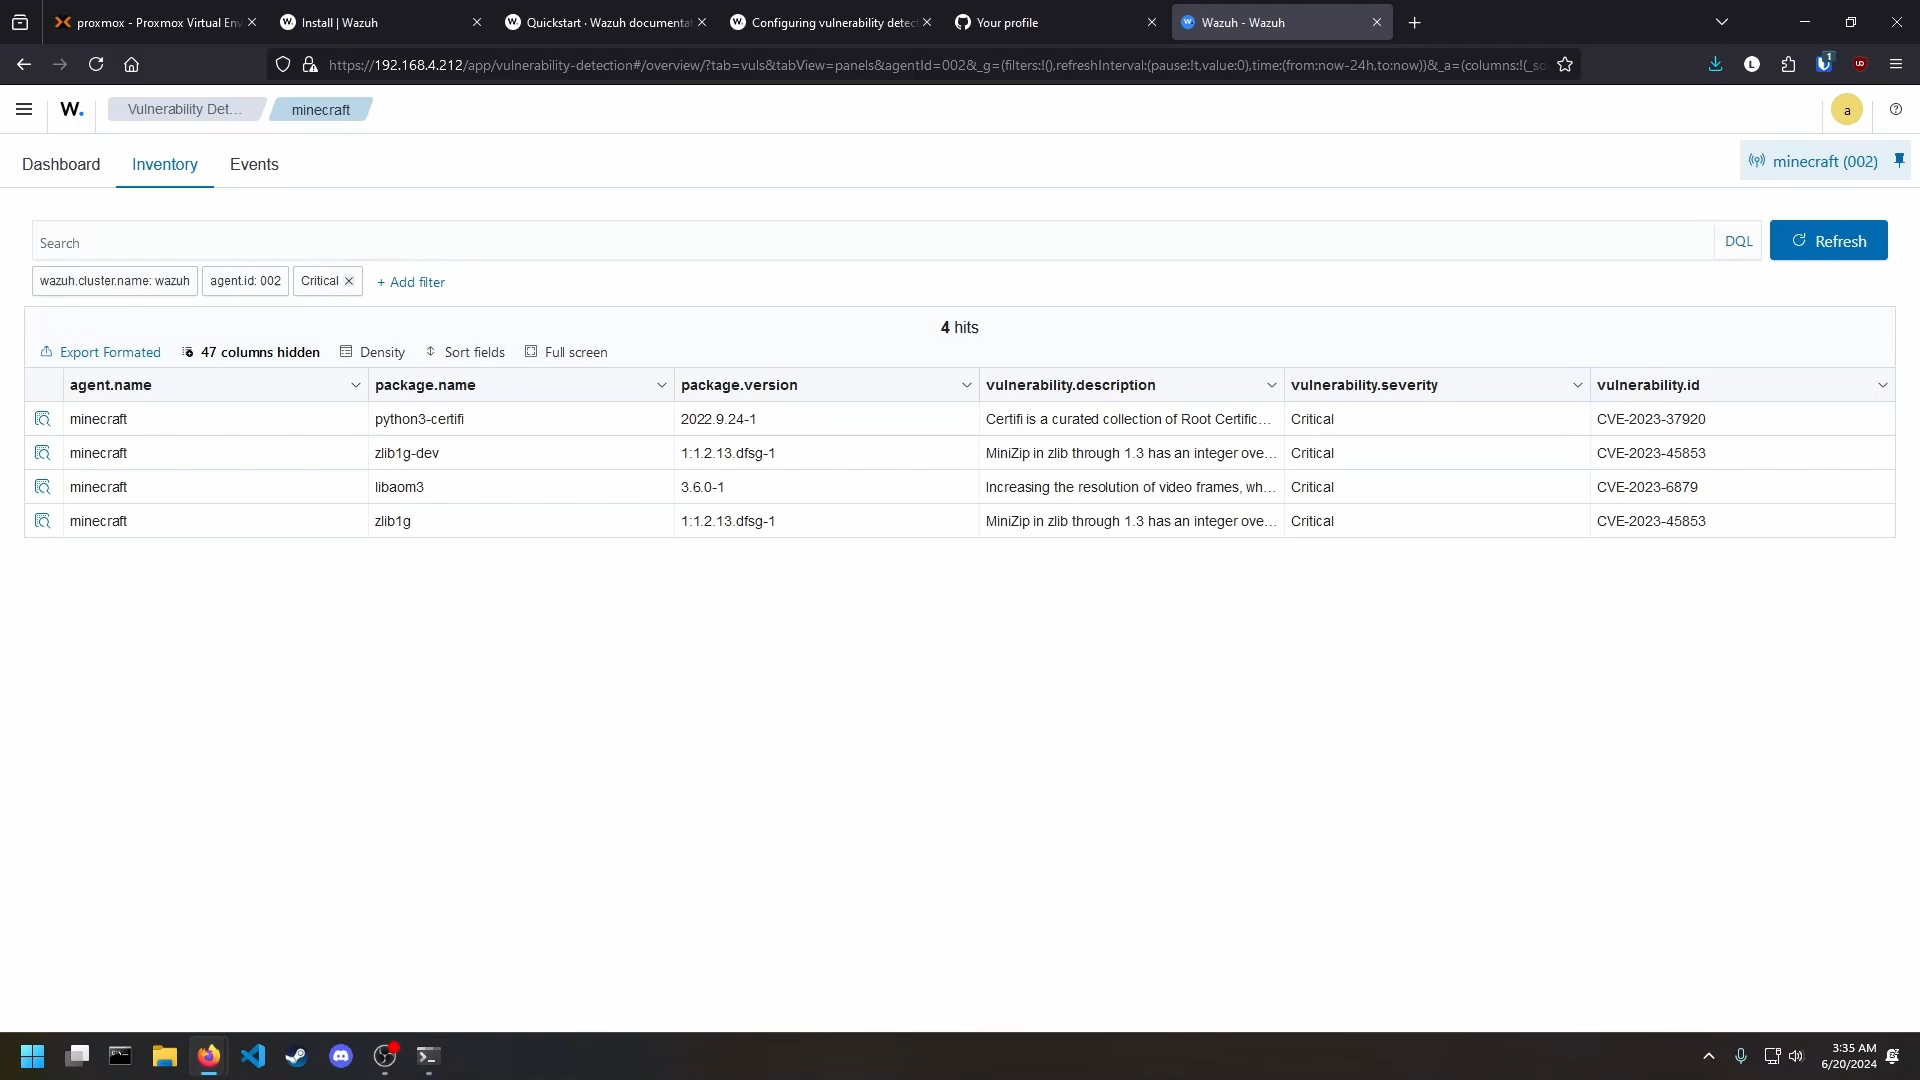 proxmox - Proxmox Virtual Env
Install | Wazuh
Quickstart · Wazuh documenta
Configuring vulnerability detec
Your profile
Wazuh - Wazuh
https://192.168.4.212/app/vulnerability-detection#/overview/?tab=vuls&tabView=panels&agentId=002&_g=(filters:!(),refreshInterval:(pause:!t,value:0),time:(from:now-24h,to:now))&_a=(columns:!(_so
L
1
W.
Vulnerability Det...
minecraft
a
Dashboard
Inventory
Events
minecraft (002)
Search
DQL
Refresh
wazuh.cluster.name: wazuh
agent.id: 002
Critical
+ Add filter
4 hits
Export Formated
47 columns hidden
Density
Sort fields
Full screen
agent.name package.name package.version vulnerability.description vulnerability.severity vulnerability.id
minecraft python3-certifi 2022.9.24-1 Certifi is a curated collection of Root Certific... Critical CVE-2023-37920
minecraft zlib1g-dev 1:1.2.13.dfsg-1 MiniZip in zlib through 1.3 has an integer ove... Critical CVE-2023-45853
minecraft libaom3 3.6.0-1 Increasing the resolution of video frames, wh... Critical CVE-2023-6879
minecraft zlib1g 1:1.2.13.dfsg-1 MiniZip in zlib through 1.3 has an integer ove... Critical CVE-2023-45853
3:35 AM
6/20/2024